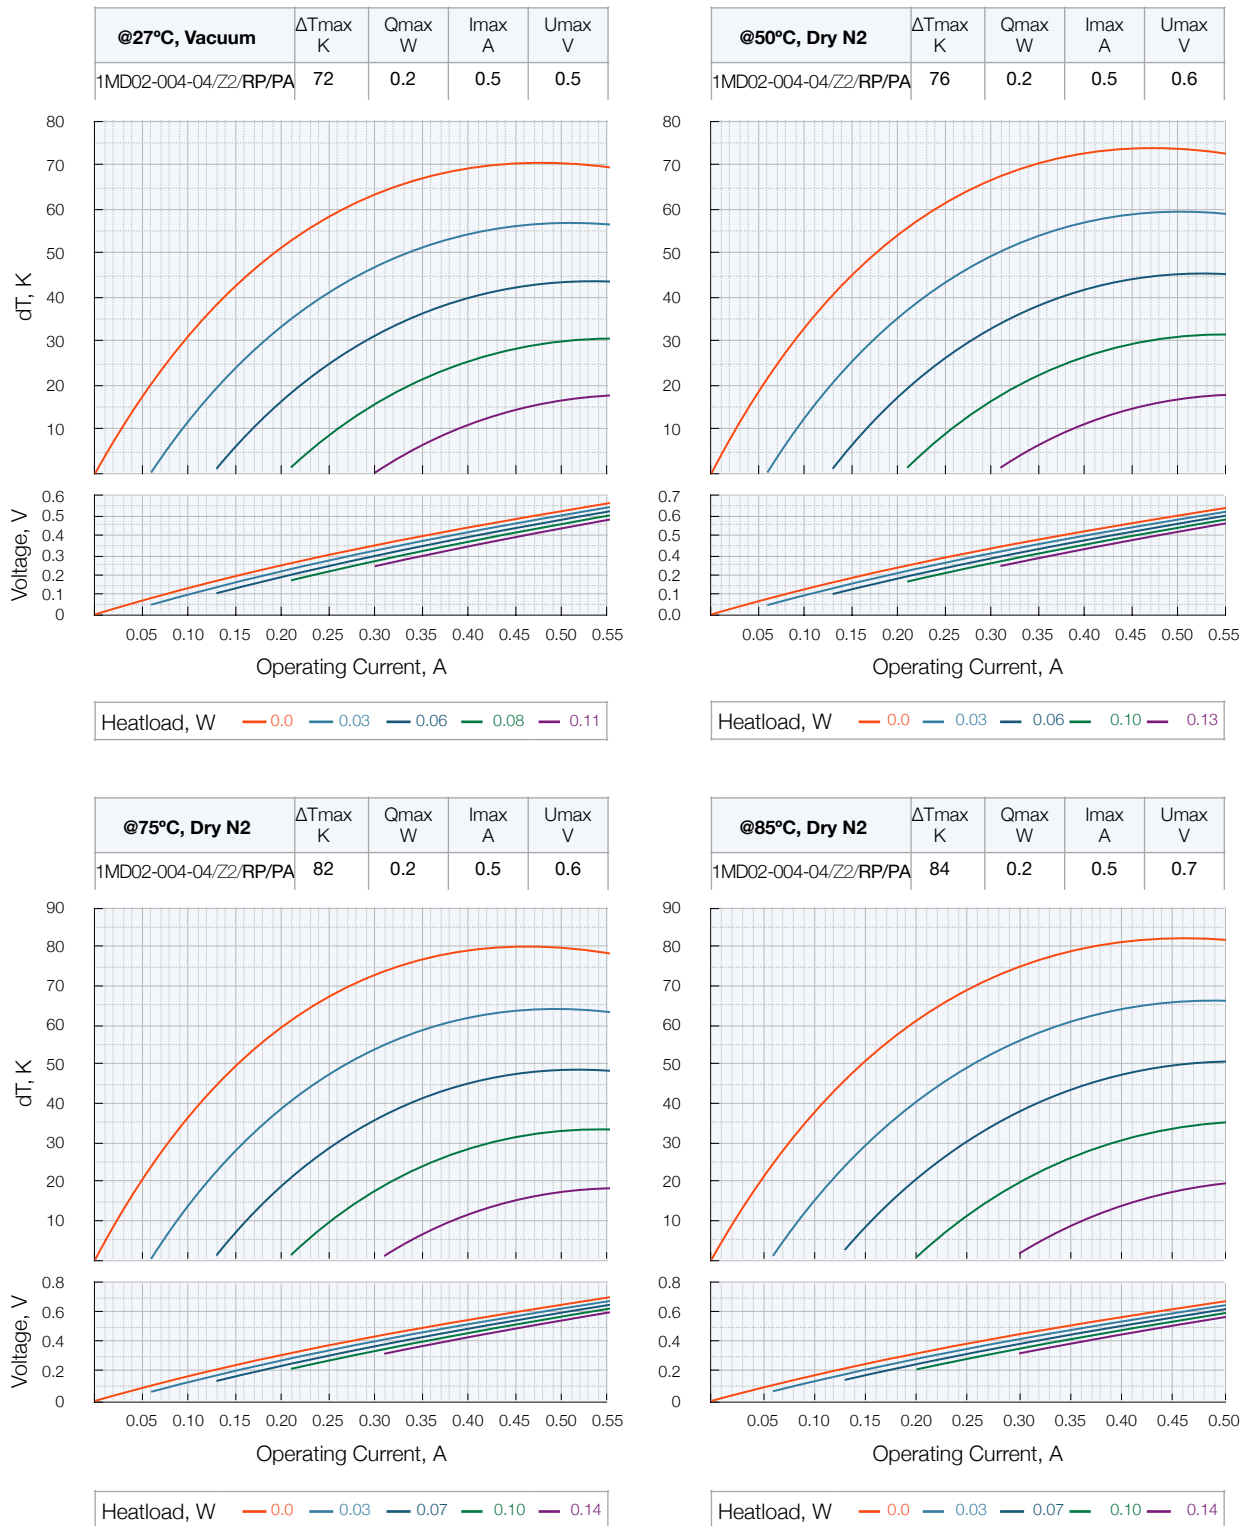 @27ºC, Vacuum ΔTmax K Qmax W Imax A Umax V
1MD02-004-04/Z2/RP/PA 72 0.2 0.5 0.5
80
70
60
50
40
30
20
10
dT, K
0.6
0.5
0.4
0.3
0.2
0.1
0
Voltage, V
0.05 0.10 0.15 0.20 0.25 0.30 0.35 0.40 0.45 0.50 0.55
Operating Current, A
Heatload, W 0.0 0.03 0.06 0.08 0.11
@50ºC, Dry N2 ΔTmax K Qmax W Imax A Umax V
1MD02-004-04/Z2/RP/PA 76 0.2 0.5 0.6
80
70
60
50
40
30
20
10
0.7
0.5
0.5
0.4
0.3
0.2
0.1
0.0
0.05 0.10 0.15 0.20 0.25 0.30 0.35 0.40 0.45 0.50 0.55
Operating Current, A
Heatload, W 0.0 0.03 0.06 0.10 0.13
@75ºC, Dry N2 ΔTmax K Qmax W Imax A Umax V
1MD02-004-04/Z2/RP/PA 82 0.2 0.5 0.6
90
80
70
60
50
40
30
20
10
dT, K
0.8
0.6
0.4
0.2
0
Voltage, V
0.05 0.10 0.15 0.20 0.25 0.30 0.35 0.40 0.45 0.50 0.55
Operating Current, A
Heatload, W 0.0 0.03 0.07 0.10 0.14
@85ºC, Dry N2 ΔTmax K Qmax W Imax A Umax V
1MD02-004-04/Z2/RP/PA 84 0.2 0.5 0.7
90
80
70
60
50
40
30
20
10
0.8
0.6
0.4
0.2
0
0.05 0.10 0.15 0.20 0.25 0.30 0.35 0.40 0.45 0.50
Operating Current, A
Heatload, W 0.0 0.03 0.07 0.10 0.14